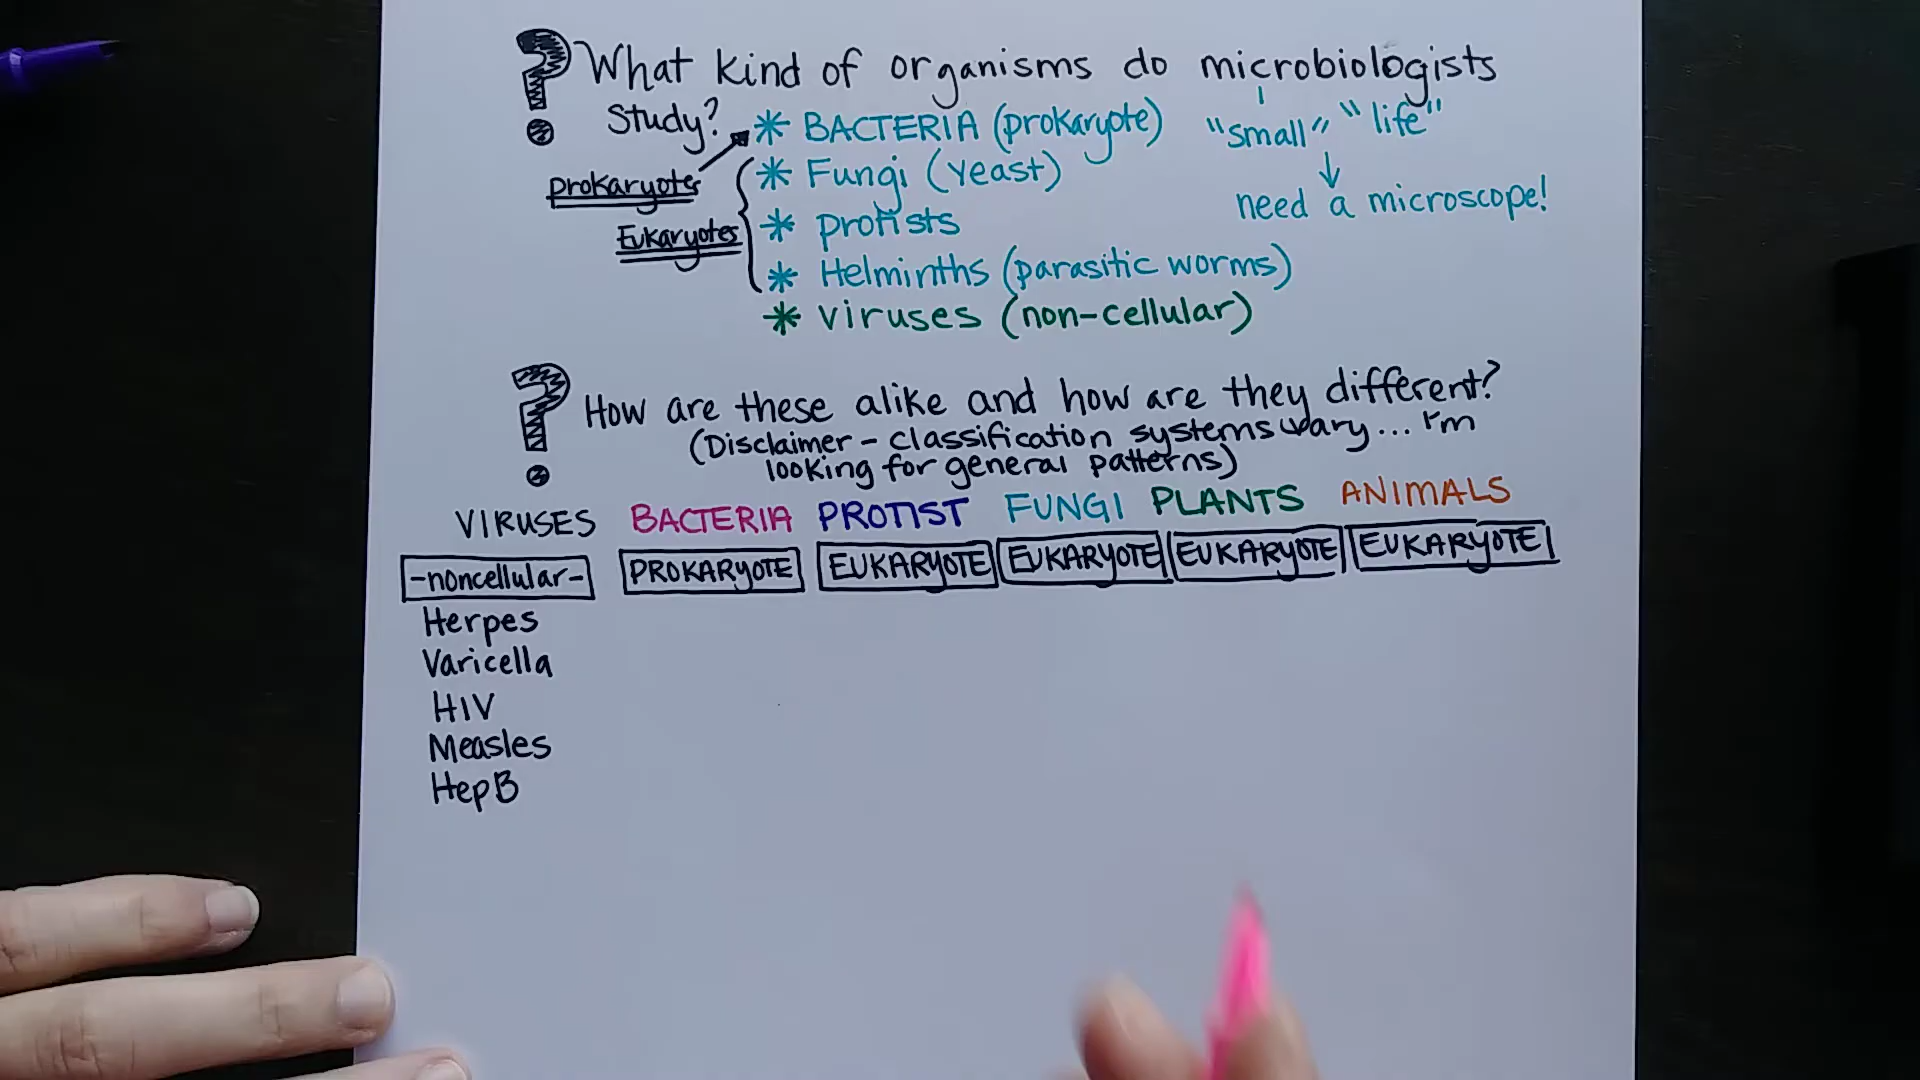 ? What kind of organisms do microbiologists
study? * BACTERIA (prokaryote) "small" "life"
prokaryotes * Fungi (yeast) ↓
need a microscope!
Eukaryotes * protists
* Helminths (parasitic worms)
* viruses (non-cellular)
? How are these alike and how are they different?
(Disclaimer - classification systems vary... I'm
looking for general patterns)
VIRUSES BACTERIA PROTIST FUNGI PLANTS ANIMALS
-noncellular- PROKARYOTE EUKARYOTE EUKARYOTE EUKARYOTE EUKARYOTE
Herpes
Varicella
HIV
Measles
HepB